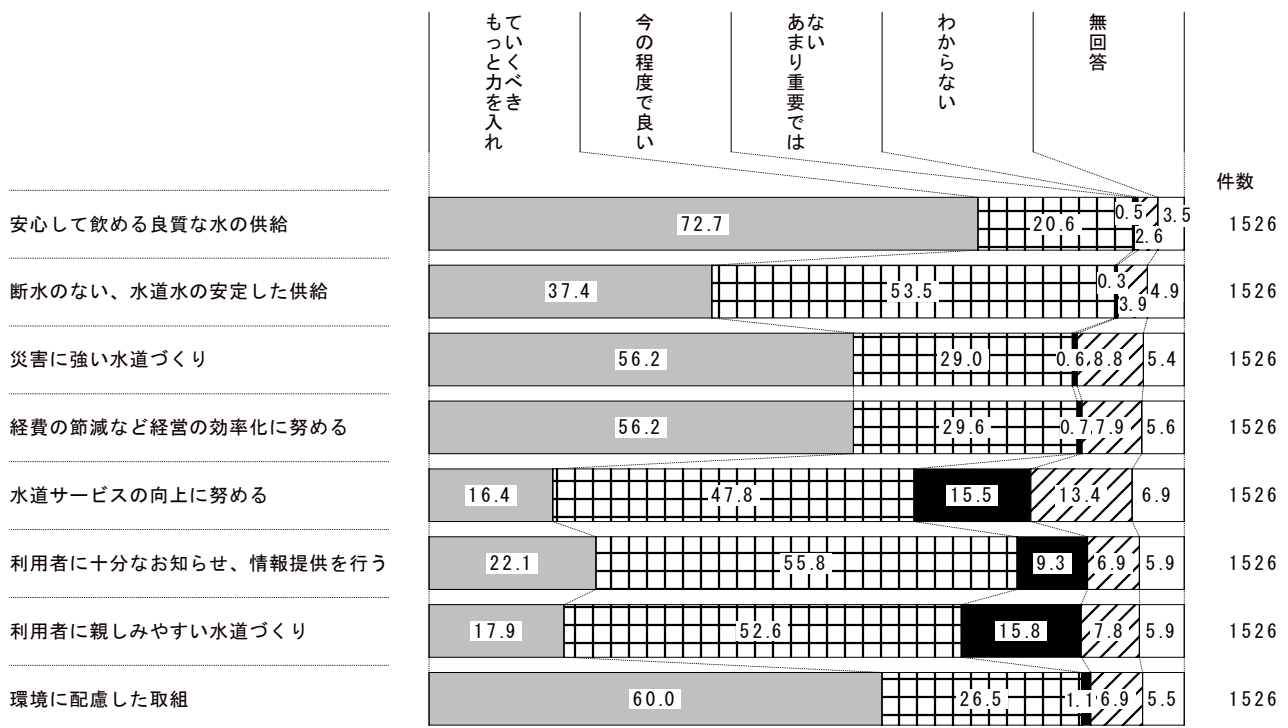 もっと力を入れ
ていくべき
今の程度で良い
あまり重要では
ない
わからない
無回答
件数
安心して飲める良質な水の供給 72.7 20.6 0.5 2.6 3.5 1526
断水のない、水道水の安定した供給 37.4 53.5 0.3 3.9 4.9 1526
災害に強い水道づくり 56.2 29.0 0.6 8.8 5.4 1526
経費の節減など経営の効率化に努める 56.2 29.6 0.7 7.9 5.6 1526
水道サービスの向上に努める 16.4 47.8 15.5 13.4 6.9 1526
利用者に十分なお知らせ、情報提供を行う 22.1 55.8 9.3 6.9 5.9 1526
利用者に親しみやすい水道づくり 17.9 52.6 15.8 7.8 5.9 1526
環境に配慮した取組 60.0 26.5 1.1 6.9 5.5 1526